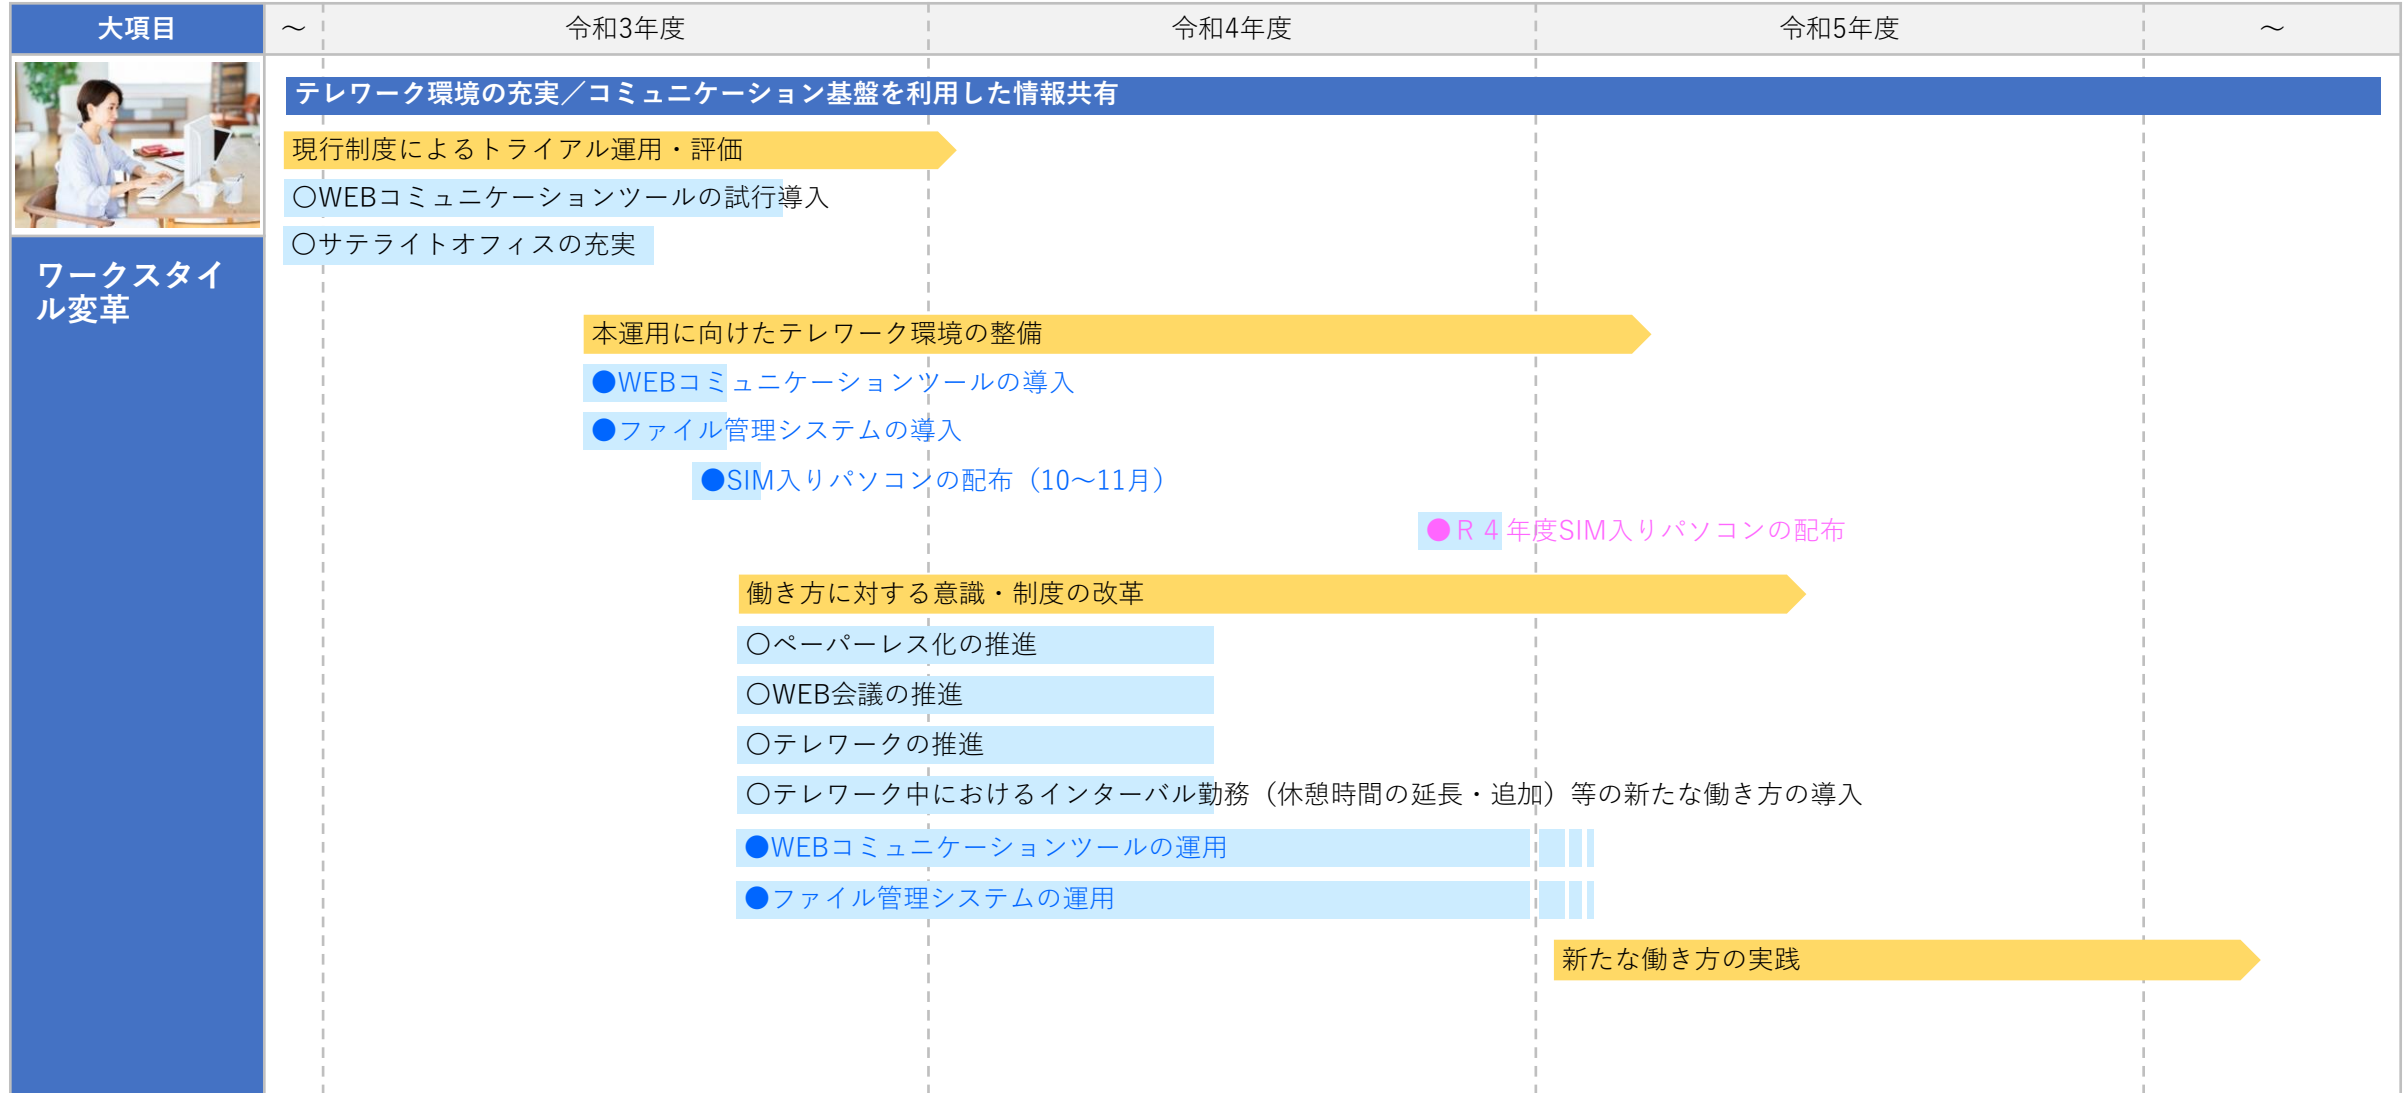 大項目
～
令和3年度
令和4年度
令和5年度
～
テレワーク環境の充実／コミュニケーション基盤を利用した情報共有
現行制度によるトライアル運用・評価
〇WEBコミュニケーションツールの試行導入
〇サテライトオフィスの充実
ワークスタイ
ル変革
本運用に向けたテレワーク環境の整備
●WEBコミュニケーションツールの導入
●ファイル管理システムの導入
●SIM入りパソコンの配布（10～11月）
●Ｒ４年度SIM入りパソコンの配布
働き方に対する意識・制度の改革
〇ペーパーレス化の推進
〇WEB会議の推進
〇テレワークの推進
〇テレワーク中におけるインターバル勤務（休憩時間の延長・追加）等の新たな働き方の導入
●WEBコミュニケーションツールの運用
●ファイル管理システムの運用
新たな働き方の実践